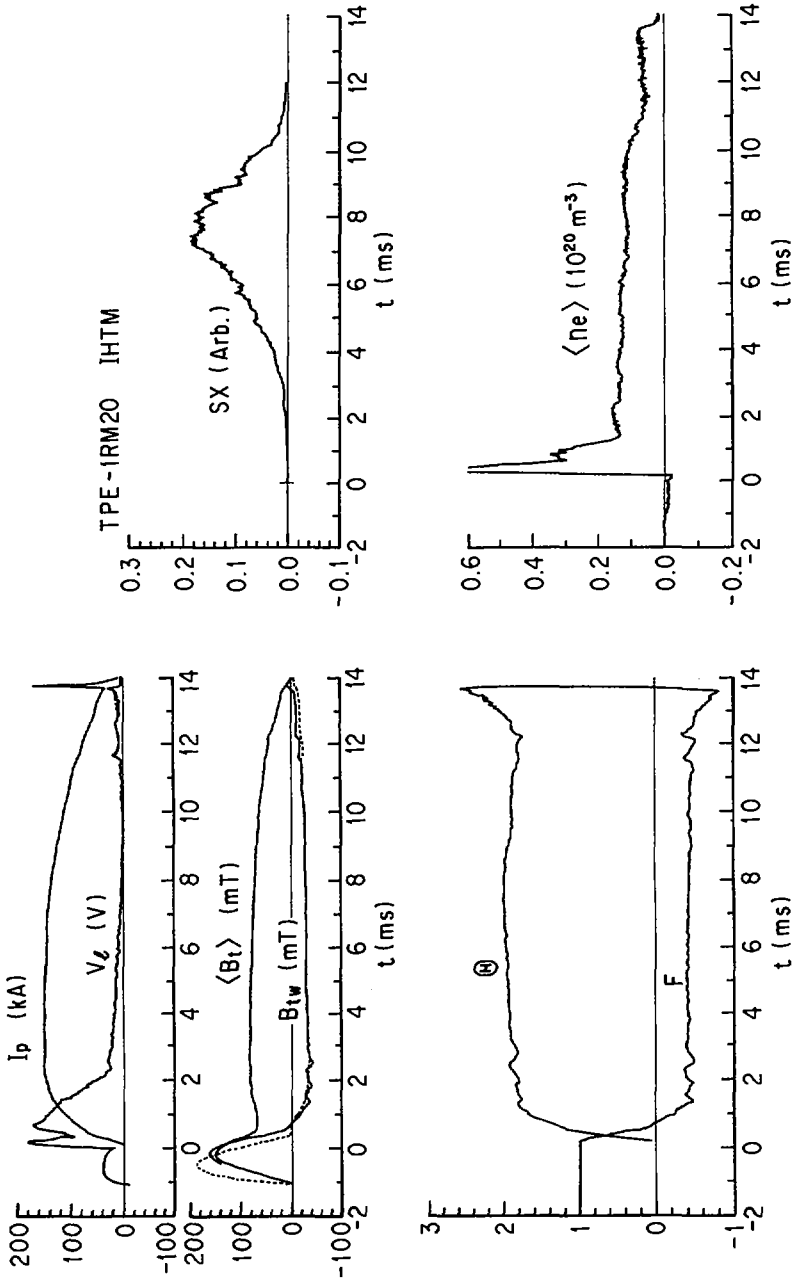 200
100
0
-100
Ip (kA)
Vℓ (V)
200
100
0
-100
⟨Bt⟩ (mT)
Btw (mT)
-2 0 2 4 6 8 10 12 14
t (ms)
3
2
1
0
-1
Ⓗ
F
-2 0 2 4 6 8 10 12 14
t (ms)
TPE-1RM20 IHTM
0.3
0.2
0.1
0.0
-0.1
SX (Arb.)
-2 0 2 4 6 8 10 12 14
t (ms)
0.6
0.4
0.2
0.0
-0.2
⟨ne⟩ (10²⁰ m⁻³)
-2 0 2 4 6 8 10 12 14
t (ms)